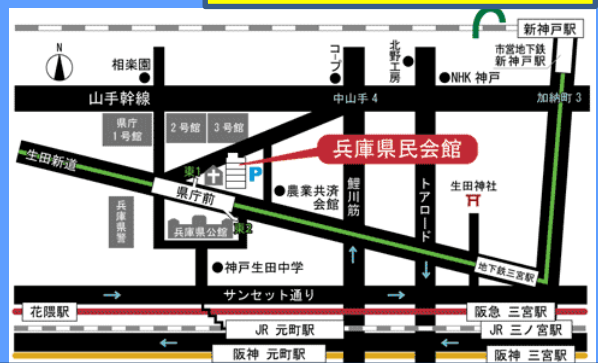 新神戸駅
N
相楽園
コープ
北野工房
NHK 神戸
市営地下鉄
新神戸駅
山手幹線
中山手 4
加納町 3
県庁
1号館
2号館
3号館
兵庫県民会館
生田新道
東1
P
県庁前
農業共済
会館
鯉川筋
トアロード
生田神社
兵庫県警
兵庫県公館
東2
神戸生田中学
地下鉄三宮駅
サンセット通り
花隈駅
阪急 三宮駅
JR 元町駅
JR 三ノ宮駅
阪神 元町駅
阪神 三宮駅